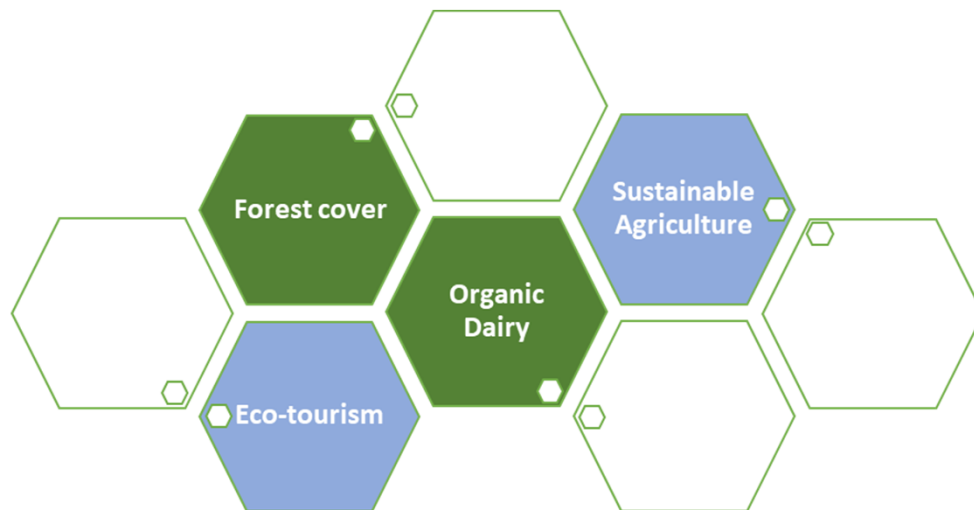 Forest cover
Sustainable
Agriculture
Organic
Dairy
Eco-tourism